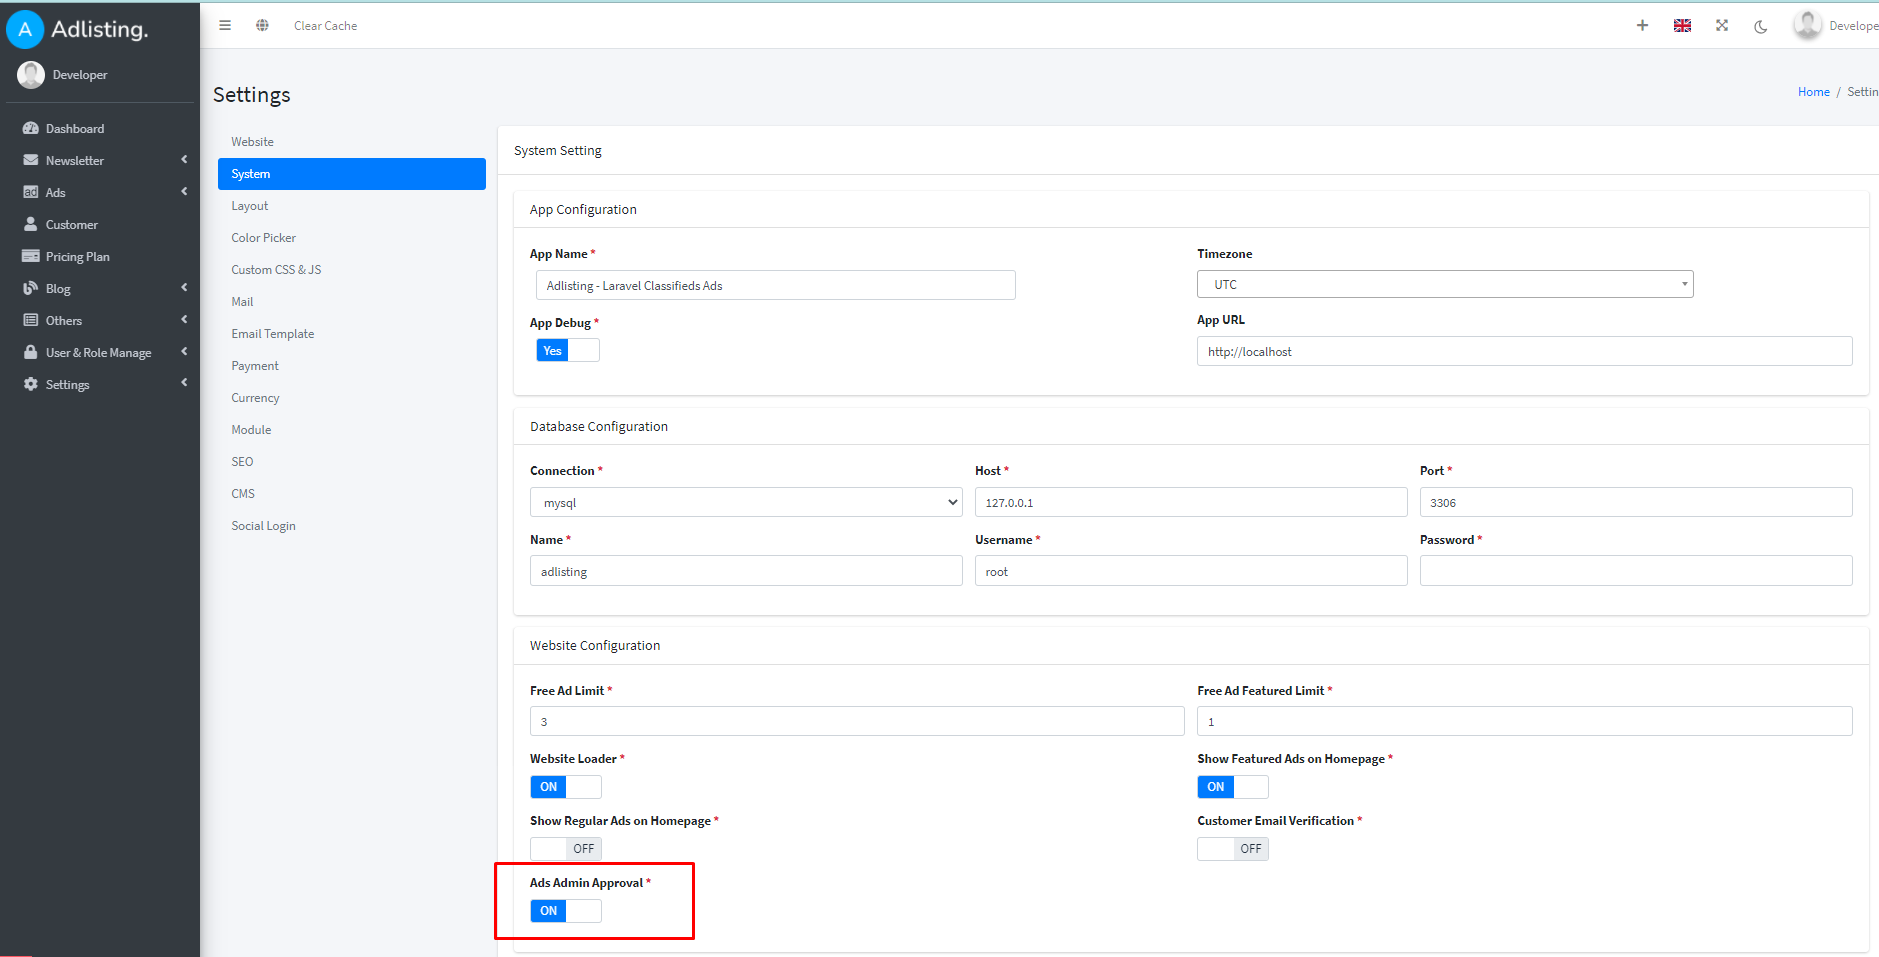 A Adlisting.
Clear Cache
Develope
Developer
Settings
Home / Settin
Dashboard
Newsletter
ad Ads
Customer
Pricing Plan
Blog
Others
User & Role Manage
Settings
Website
System
Layout
Color Picker
Custom CSS & JS
Mail
Email Template
Payment
Currency
Module
SEO
CMS
Social Login
System Setting
App Configuration
App Name *
Timezone
Adlisting - Laravel Classifieds Ads
UTC
App Debug *
App URL
Yes
http://localhost
Database Configuration
Connection * Host * Port *
mysql 127.0.0.1 3306
Name * Username * Password *
adlisting root
Website Configuration
Free Ad Limit * Free Ad Featured Limit *
3 1
Website Loader * Show Featured Ads on Homepage *
ON ON
Show Regular Ads on Homepage * Customer Email Verification *
OFF OFF
Ads Admin Approval *
ON